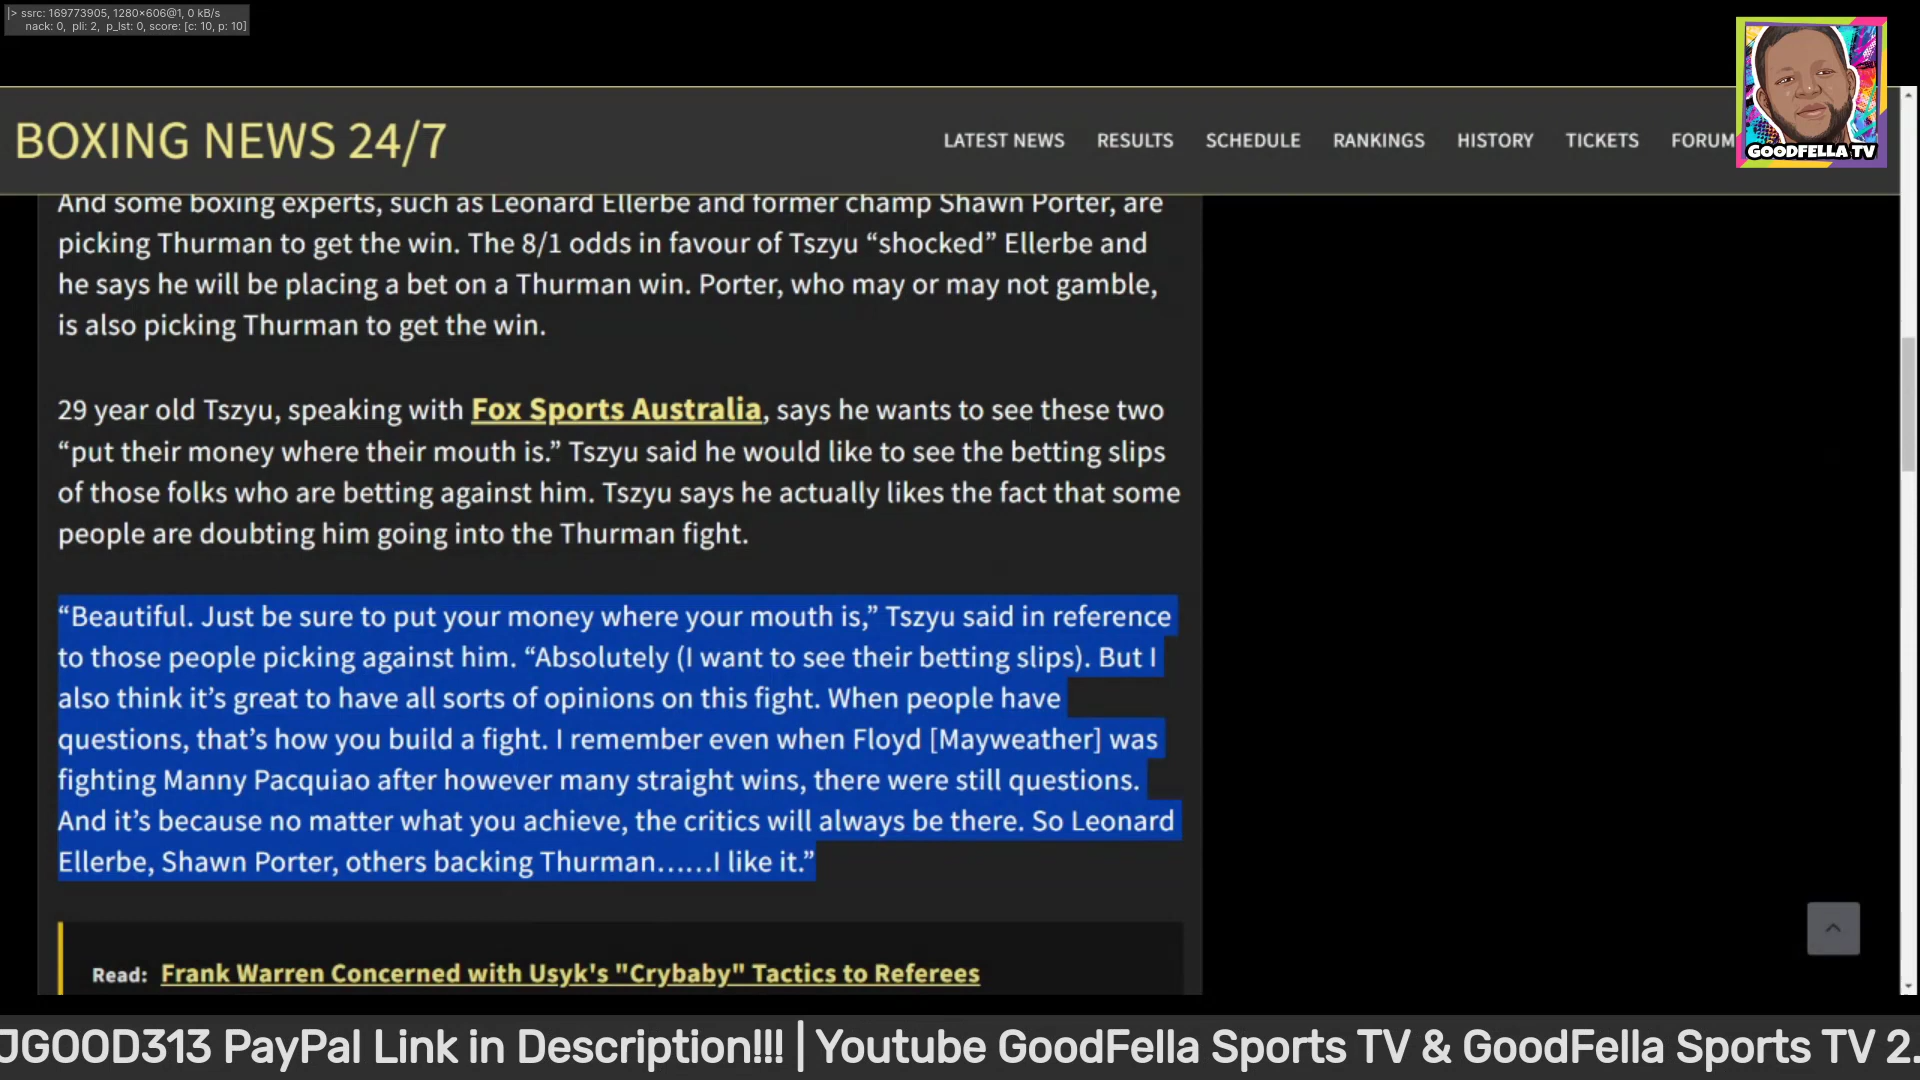 |> ssrc: 169773905, 1280×606@1, 0 kB/s
nack: 0, pli: 2, p_lst: 0, score: [c: 10, p: 10]
GOODFELLA TV
BOXING NEWS 24/7
LATEST NEWS RESULTS SCHEDULE RANKINGS HISTORY TICKETS FORUM
And some boxing experts, such as Leonard Ellerbe and former champ Shawn Porter, are
picking Thurman to get the win. The 8/1 odds in favour of Tszyu “shocked” Ellerbe and
he says he will be placing a bet on a Thurman win. Porter, who may or may not gamble,
is also picking Thurman to get the win.
29 year old Tszyu, speaking with Fox Sports Australia, says he wants to see these two
“put their money where their mouth is.” Tszyu said he would like to see the betting slips
of those folks who are betting against him. Tszyu says he actually likes the fact that some
people are doubting him going into the Thurman fight.
“Beautiful. Just be sure to put your money where your mouth is,” Tszyu said in reference
to those people picking against him. “Absolutely (I want to see their betting slips). But I
also think it’s great to have all sorts of opinions on this fight. When people have
questions, that’s how you build a fight. I remember even when Floyd [Mayweather] was
fighting Manny Pacquiao after however many straight wins, there were still questions.
And it’s because no matter what you achieve, the critics will always be there. So Leonard
Ellerbe, Shawn Porter, others backing Thurman……I like it.”
Read: Frank Warren Concerned with Usyk's "Crybaby" Tactics to Referees
JGOOD313 PayPal Link in Description!!! | Youtube GoodFella Sports TV & GoodFella Sports TV 2.